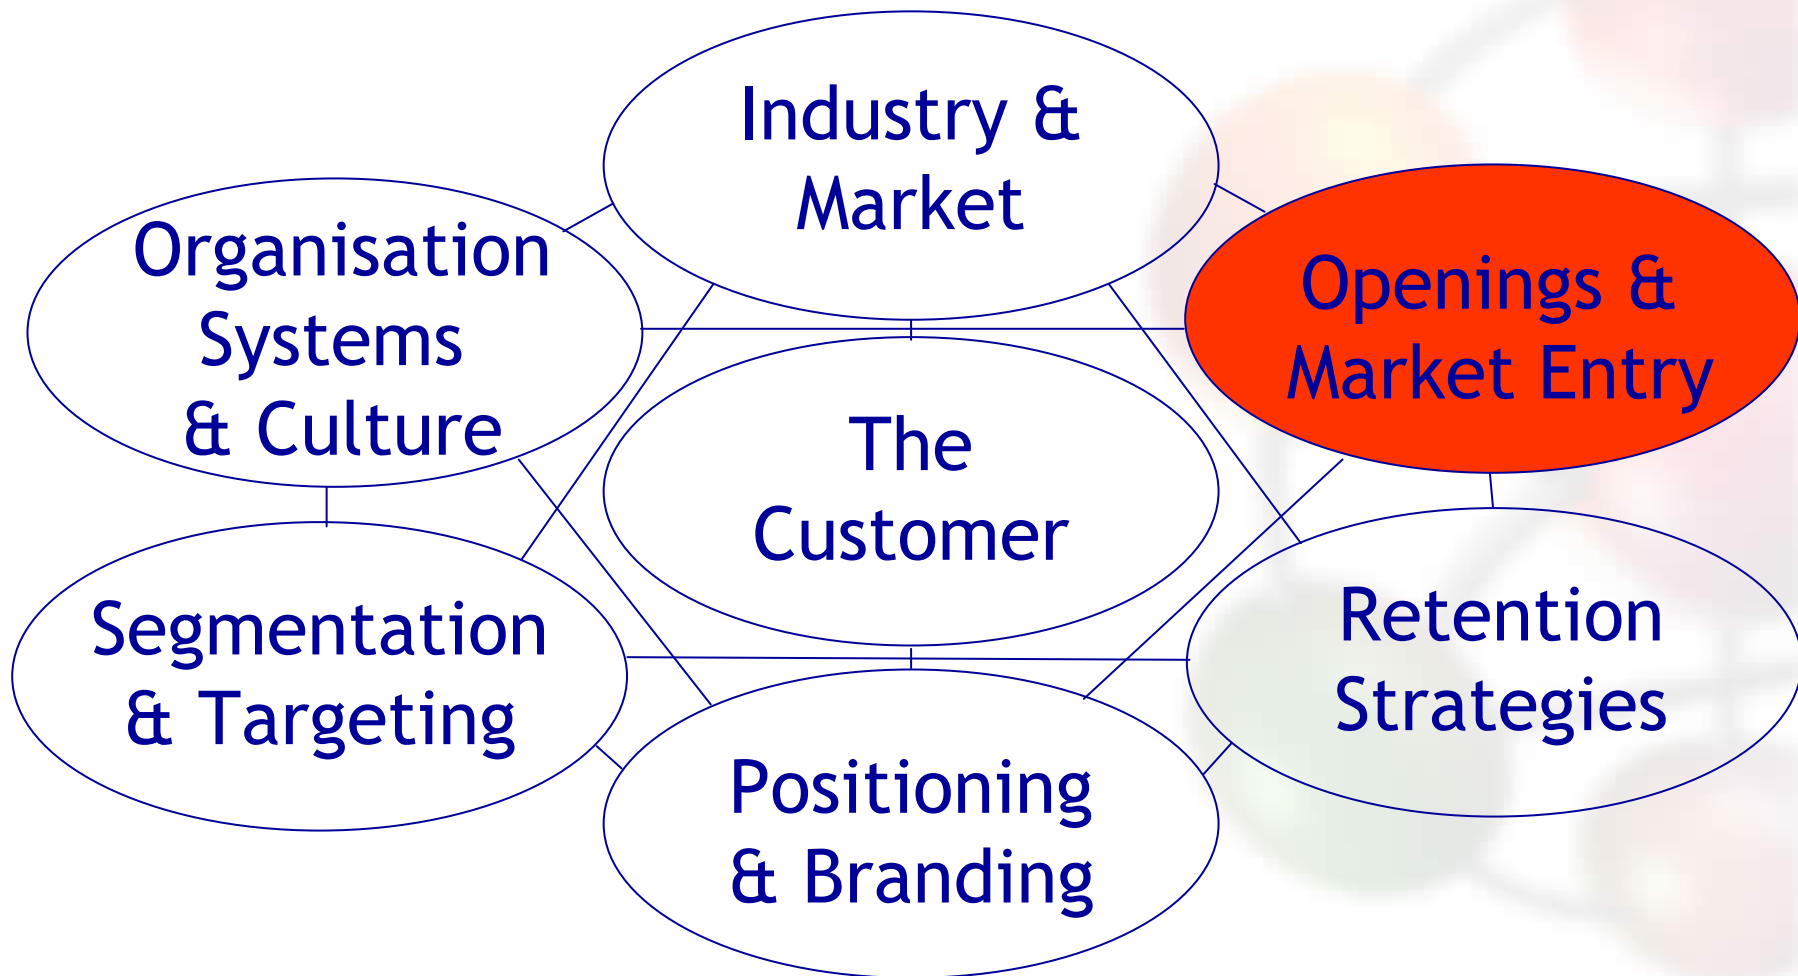 Industry &
Market
Organisation
Systems
& Culture
Openings &
Market Entry
The
Customer
Segmentation
& Targeting
Retention
Strategies
Positioning
& Branding